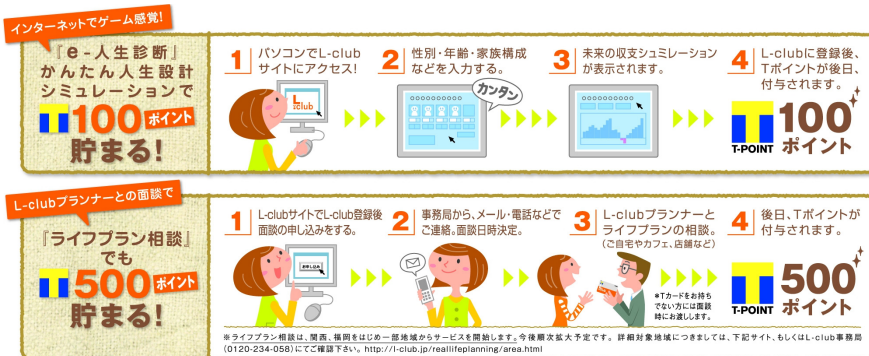 インターネットでゲーム感覚!
『e-人生診断』
かんたん人生設計
シミュレーションで
T 100 ポイント
貯まる!
1 パソコンでL-club
サイトにアクセス!
L-club
2 性別・年齢・家族構成
などを入力する。
カンタン
3 未来の収支シュミレーション
が表示されます。
4 L-clubに登録後、
Tポイントが後日、
付与されます。
T
T-POINT
100
ポイント
L-clubプランナーとの面談で
『ライフプラン相談』
でも
T 500 ポイント
貯まる!
1 L-clubサイトでL-club登録後
面談の申し込みをする。
お申し込み
2 事務局から、メール・電話などで
ご連絡。面談日時決定。
3 L-clubプランナーと
ライフプランの相談。
(ご自宅やカフェ、店舗など)
*Tカードをお持ち
でない方には面談
時にお渡しします。
4 後日、Tポイントが
付与されます。
T
T-POINT
500
ポイント
※ライフプラン相談は、関西、福岡をはじめ一部地域からサービスを開始します。今後順次拡大予定です。詳細対象地域につきましては、下記サイト、もしくはL-club事務局
(0120-234-058)にてご確認下さい。http://l-club.jp/reallifeplanning/area.html